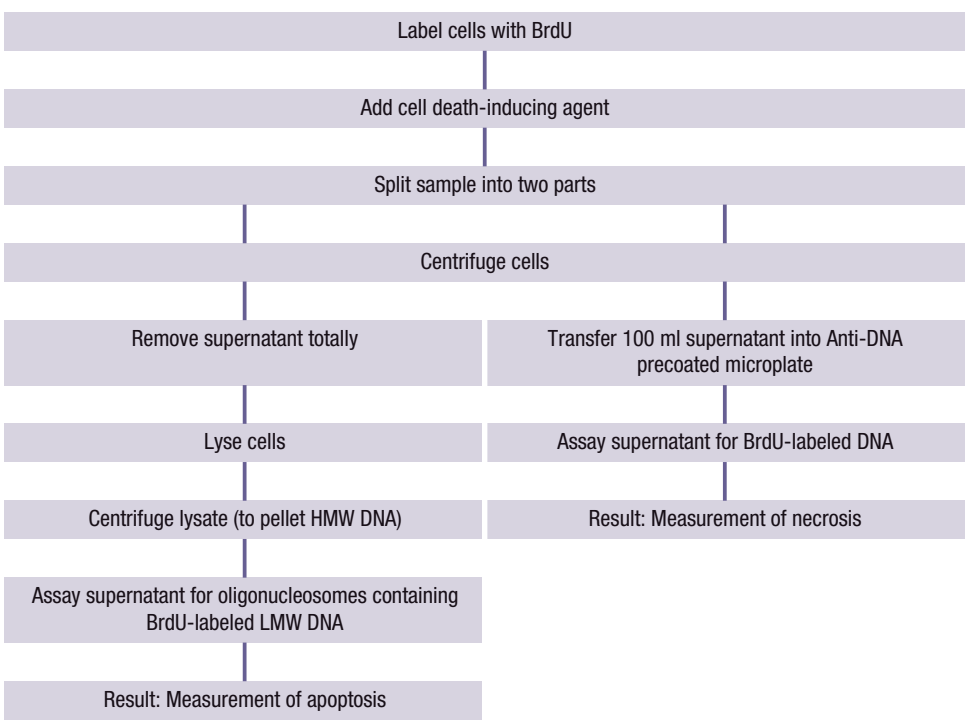 Label cells with BrdU
Add cell death-inducing agent
Split sample into two parts
Centrifuge cells
Remove supernatant totally
Lyse cells
Centrifuge lysate (to pellet HMW DNA)
Assay supernatant for oligonucleosomes containing
BrdU-labeled LMW DNA
Result: Measurement of apoptosis
Transfer 100 ml supernatant into Anti-DNA
precoated microplate
Assay supernatant for BrdU-labeled DNA
Result: Measurement of necrosis